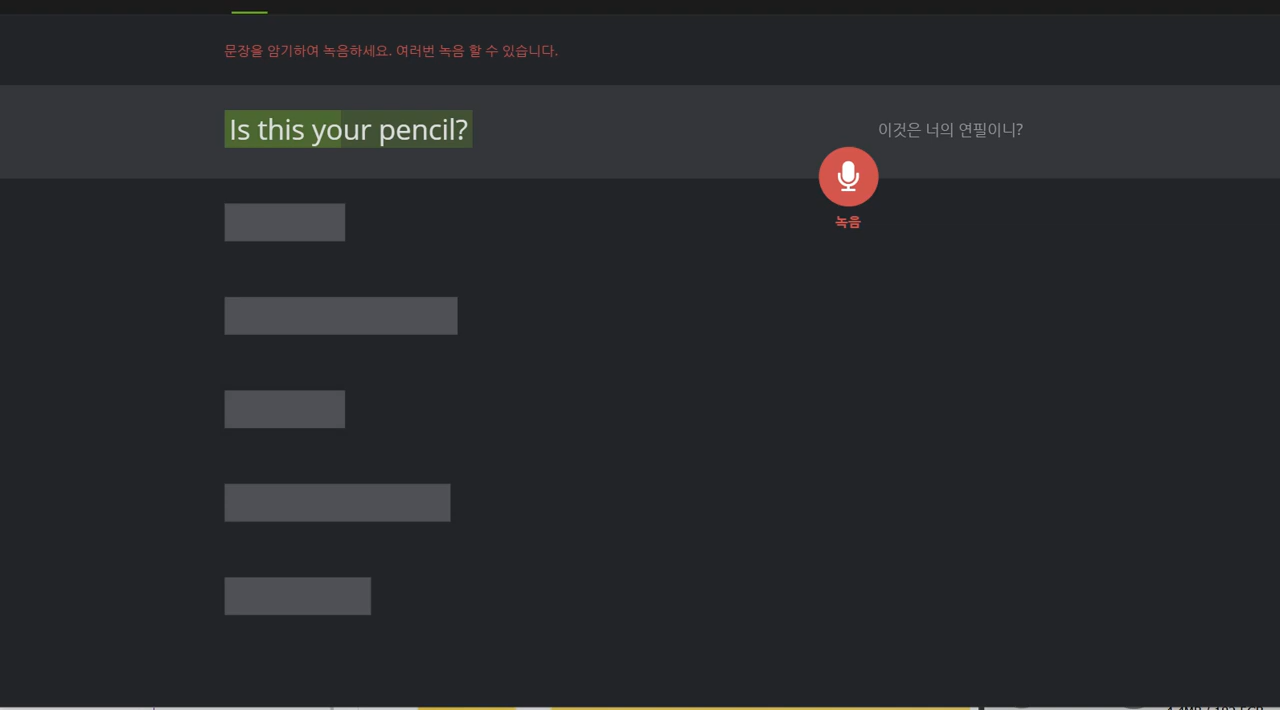 문장을 암기하여 녹음하세요. 여러번 녹음 할 수 있습니다.
Is this your pencil?
이것은 너의 연필이니?
녹음